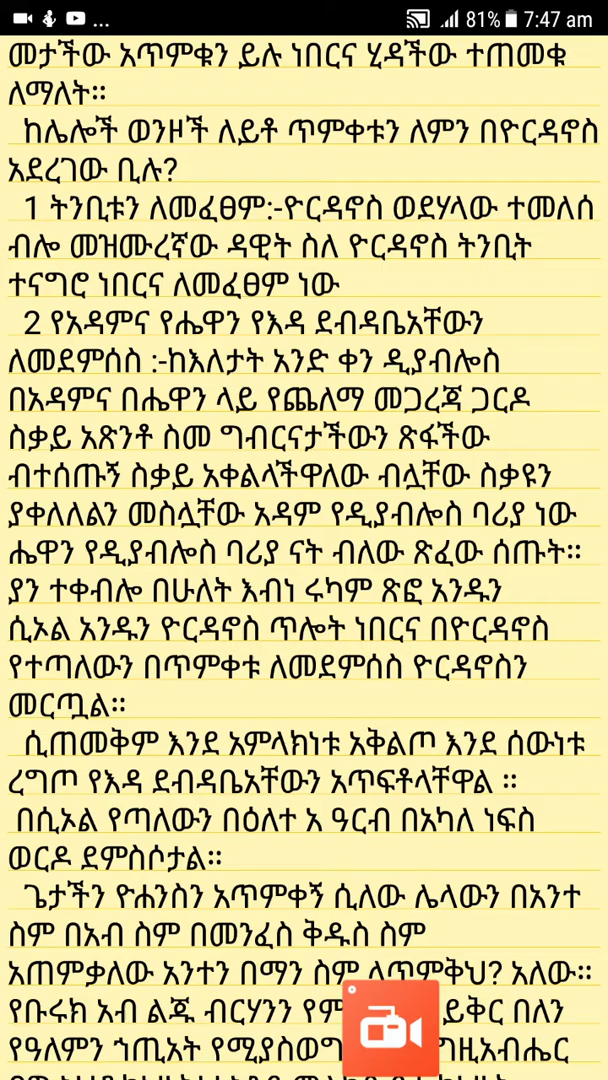 81% 7:47 am
መታችው አጥምቁን ይሉ ነበርና ሂዳችው ተጠመቁ
ለማለት።
ከሌሎች ወንዞች ለይቶ ጥምቀቱን ለምን በዮርዳኖስ
አደረገው ቢሉ?
1 ትንቢቱን ለመፈፀም:-ዮርዳኖስ ወደሃላው ተመለሰ
ብሎ መዝሙረኛው ዳዊት ስለ ዮርዳኖስ ትንቢት
ተናግሮ ነበርና ለመፈፀም ነው
2 የአዳምና የሔዋን የእዳ ደብዳቤአቸውን
ለመደምሰስ :-ከእለታት አንድ ቀን ዲያብሎስ
በአዳምና በሔዋን ላይ የጨለማ መጋረጃ ጋርዶ
ስቃይ አጽንቶ ስመ ግብርናታችውን ጽፋችው
ብተሰጡኝ ስቃይ አቀልላችዋለው ብሏቸው ስቃዩን
ያቀለለልን መስሏቸው አዳም የዲያብሎስ ባሪያ ነው
ሔዋን የዲያብሎስ ባሪያ ናት ብለው ጽፈው ሰጡት።
ያን ተቀብሎ በሁለት እብነ ሩካም ጽፎ አንዱን
ሲኦል አንዱን ዮርዳኖስ ጥሎት ነበርና በዮርዳኖስ
የተጣለውን በጥምቀቱ ለመደምሰስ ዮርዳኖስን
መርጧል።
ሲጠመቅም እንደ አምላክነቱ አቅልጦ እንደ ሰውነቱ
ረግጦ የእዳ ደብዳቤአቸውን አጥፍቶላቸዋል ።
በሲኦል የጣለውን በዕለተ አ ዓርብ በአካለ ነፍስ
ወርዶ ደምስሶታል።
ጌታችን ዮሐንስን አጥምቀኝ ሲለው ሌላውን በአንተ
ስም በአብ ስም በመንፈስ ቅዱስ ስም
አጠምቃለው አንተን በማን ስም ላጥምቅህ? አለው።
የቡሩክ አብ ልጁ ብርሃንን ይቅር በለን
የዓለምን ኀጢአት